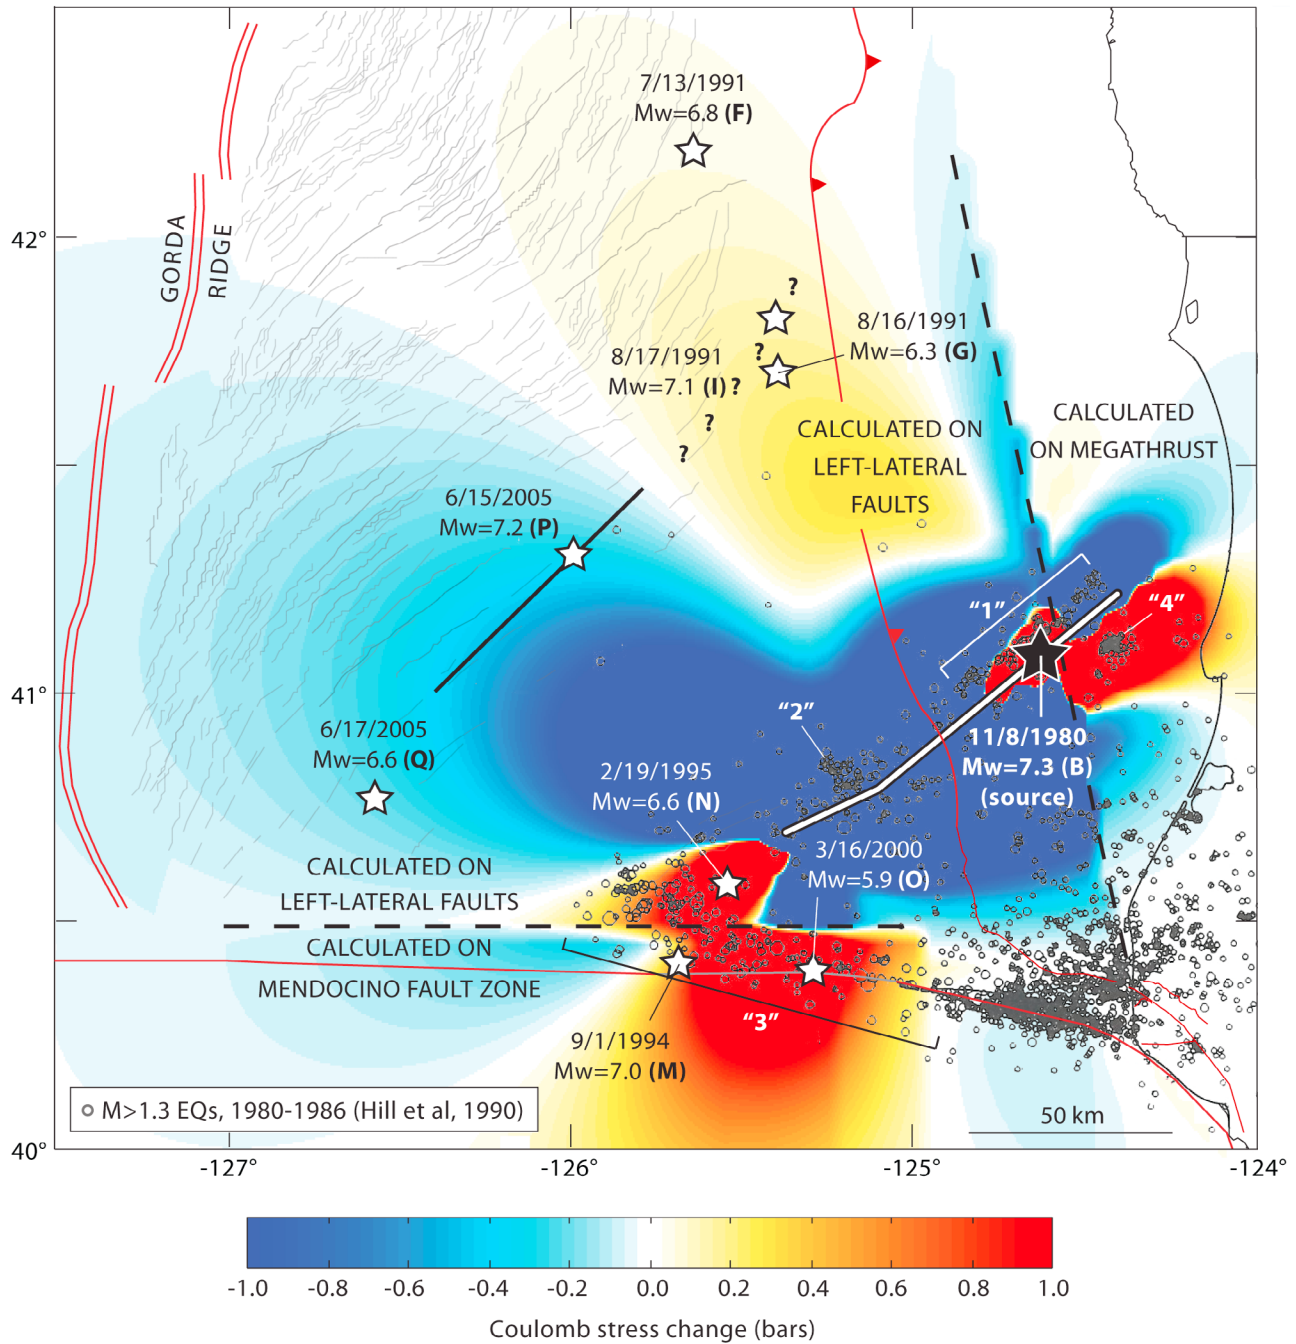 7/13/1991
Mw=6.8 (F)
42°
GORDA
RIDGE
?
8/16/1991
Mw=6.3 (G)
?
8/17/1991
Mw=7.1 (I) ?
?
?
CALCULATED ON
LEFT-LATERAL
FAULTS
CALCULATED
ON MEGATHRUST
6/15/2005
Mw=7.2 (P)
"1"
"4"
41°
11/8/1980
Mw=7.3 (B)
(source)
"2"
6/17/2005
Mw=6.6 (Q)
2/19/1995
Mw=6.6 (N)
3/16/2000
Mw=5.9 (O)
CALCULATED ON
LEFT-LATERAL FAULTS
CALCULATED ON
MENDOCINO FAULT ZONE
"3"
9/1/1994
Mw=7.0 (M)
M>1.3 EQs, 1980-1986 (Hill et al, 1990)
50 km
40°
-127°
-126°
-125°
-124°
-1.0 -0.8 -0.6 -0.4 -0.2 0.0 0.2 0.4 0.6 0.8 1.0
Coulomb stress change (bars)